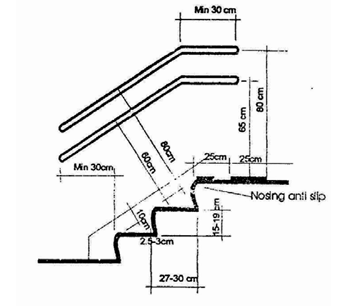 Min 30 cm
80 cm
65 cm
80cm
60cm
25cm
25cm
Min 30cm
Nosing anti slip
10cm
15-19 cm
2.5-3cm
27-30 cm